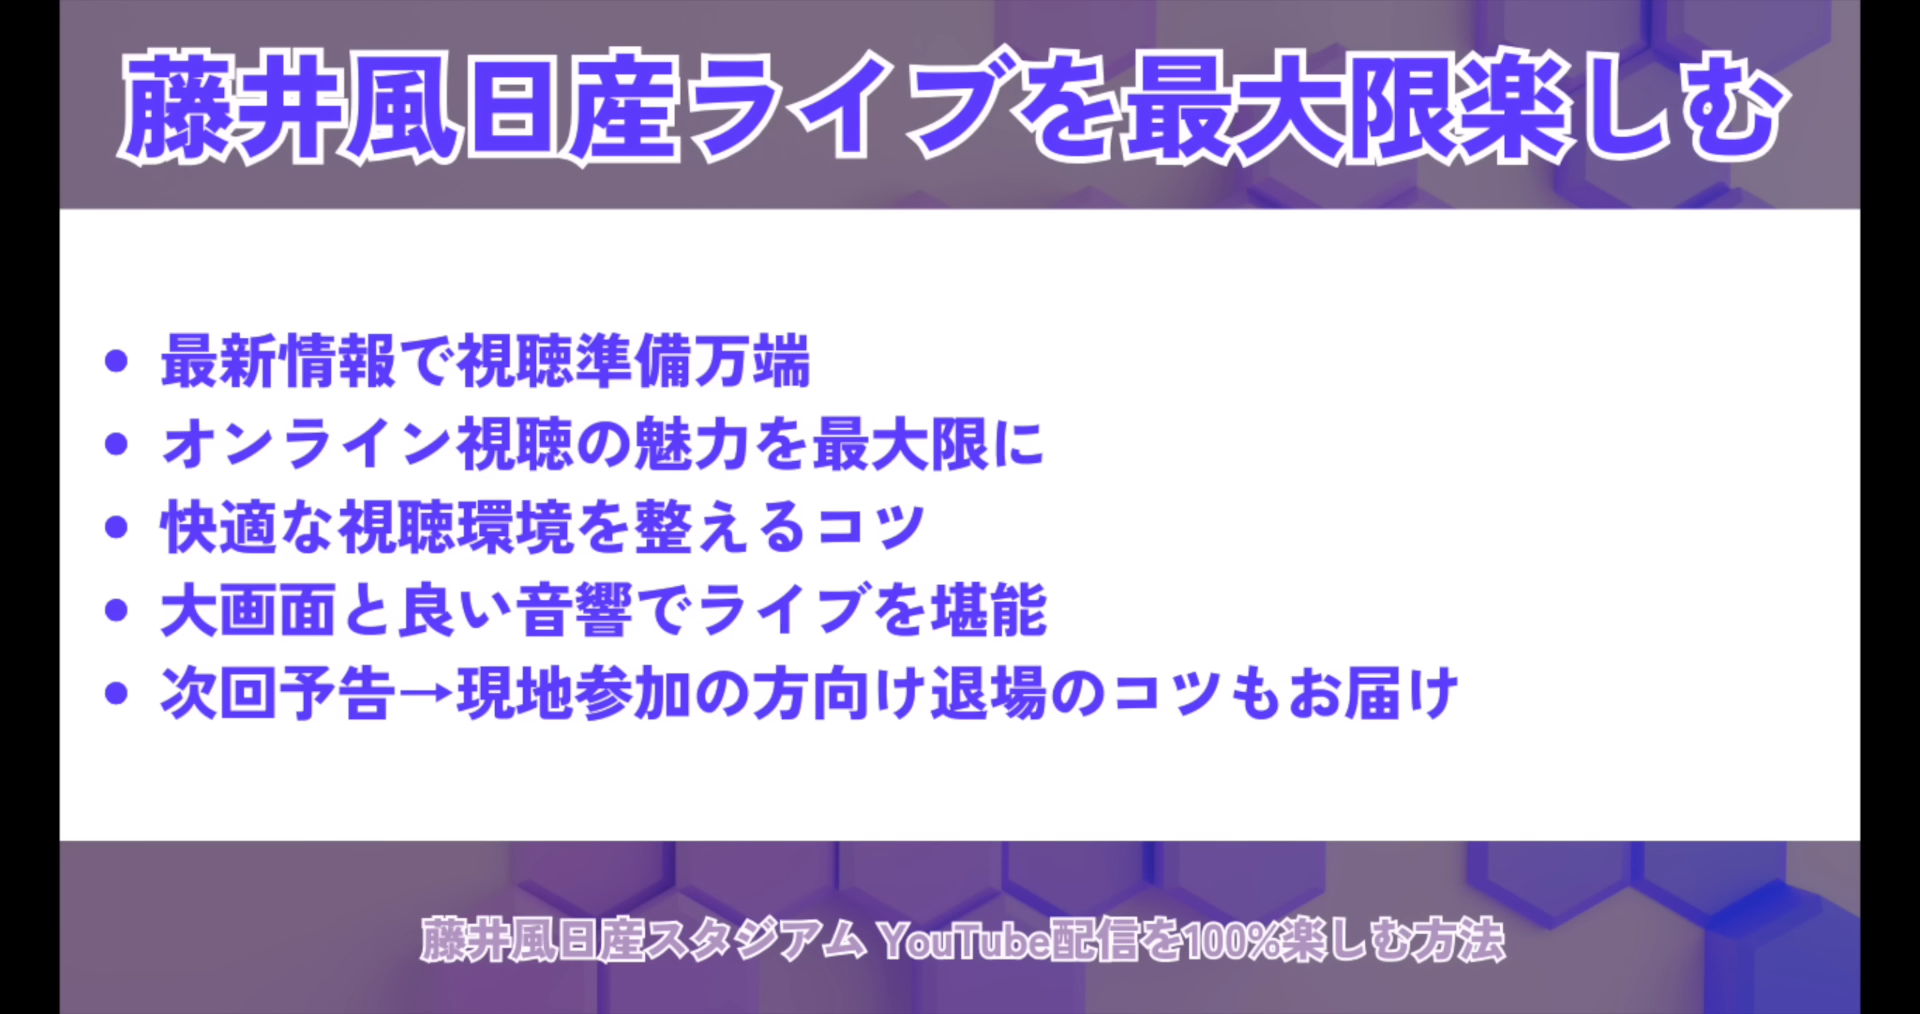 藤井風日産ライブを最大限楽しむ
• 最新情報で視聴準備万端
• オンライン視聴の魅力を最大限に
• 快適な視聴環境を整えるコツ
• 大画面と良い音響でライブを堪能
• 次回予告→現地参加の方向け退場のコツもお届け
藤井風日産スタジアム YouTube配信を100%楽しむ方法